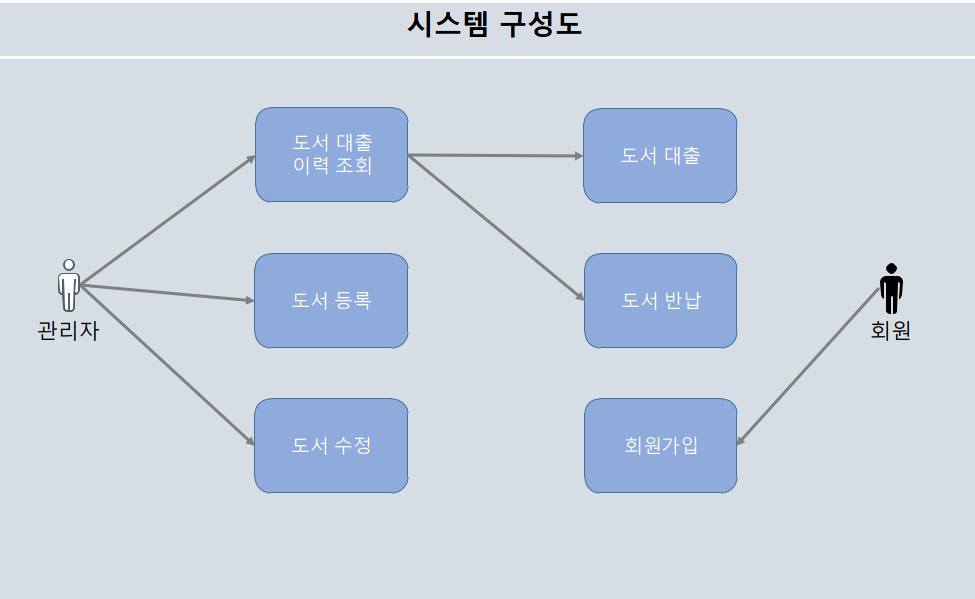 시스템 구성도
도서 대출
이력 조회
도서 대출
도서 등록
도서 반납
관리자
회원
도서 수정
회원가입